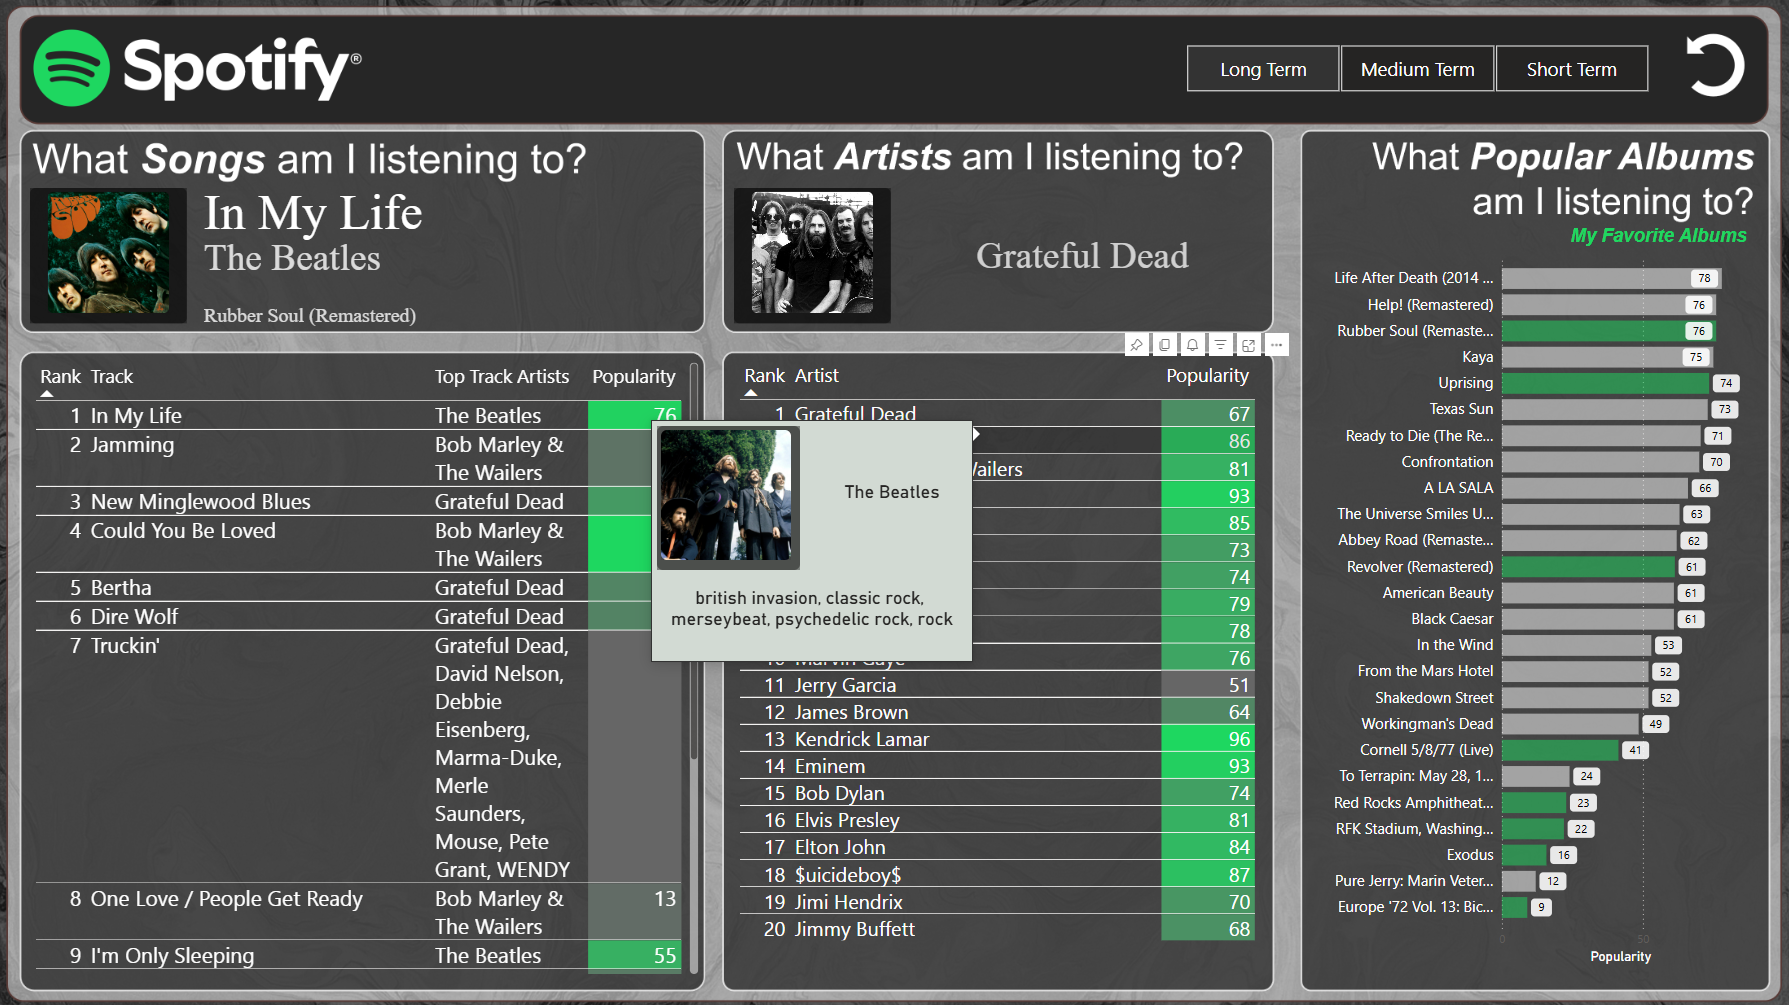 Spotify®
Long Term
Medium Term
Short Term
What Songs am I listening to?
In My Life
The Beatles
Rubber Soul (Remastered)
What Artists am I listening to?
Grateful Dead
What Popular Albums
am I listening to?
My Favorite Albums
Rank Track Top Track Artists Popularity
1 In My Life The Beatles 76
2 Jamming Bob Marley &
The Wailers
3 New Minglewood Blues Grateful Dead
4 Could You Be Loved Bob Marley &
The Wailers
5 Bertha Grateful Dead
6 Dire Wolf Grateful Dead
7 Truckin' Grateful Dead,
David Nelson,
Debbie
Eisenberg,
Marma-Duke,
Merle
Saunders,
Mouse, Pete
Grant, WENDY
8 One Love / People Get Ready Bob Marley & 13
The Wailers
9 I'm Only Sleeping The Beatles 55
The Beatles
british invasion, classic rock,
merseybeat, psychedelic rock, rock
Rank Artist Popularity
1 Grateful Dead 67
86
81
93
85
73
74
79
78
10 Marvin Gaye 76
11 Jerry Garcia 51
12 James Brown 64
13 Kendrick Lamar 96
14 Eminem 93
15 Bob Dylan 74
16 Elvis Presley 81
17 Elton John 84
18 $uicideboy$ 87
19 Jimi Hendrix 70
20 Jimmy Buffett 68
Life After Death (2014 ... 78
Help! (Remastered) 76
Rubber Soul (Remaste... 76
Kaya 75
Uprising 74
Texas Sun 73
Ready to Die (The Re... 71
Confrontation 70
A LA SALA 66
The Universe Smiles U... 63
Abbey Road (Remaste... 62
Revolver (Remastered) 61
American Beauty 61
Black Caesar 61
In the Wind 53
From the Mars Hotel 52
Shakedown Street 52
Workingman's Dead 49
Cornell 5/8/77 (Live) 41
To Terrapin: May 28, 1... 24
Red Rocks Amphitheat... 23
RFK Stadium, Washing... 22
Exodus 16
Pure Jerry: Marin Veter... 12
Europe '72 Vol. 13: Bic... 9
0 50
Popularity